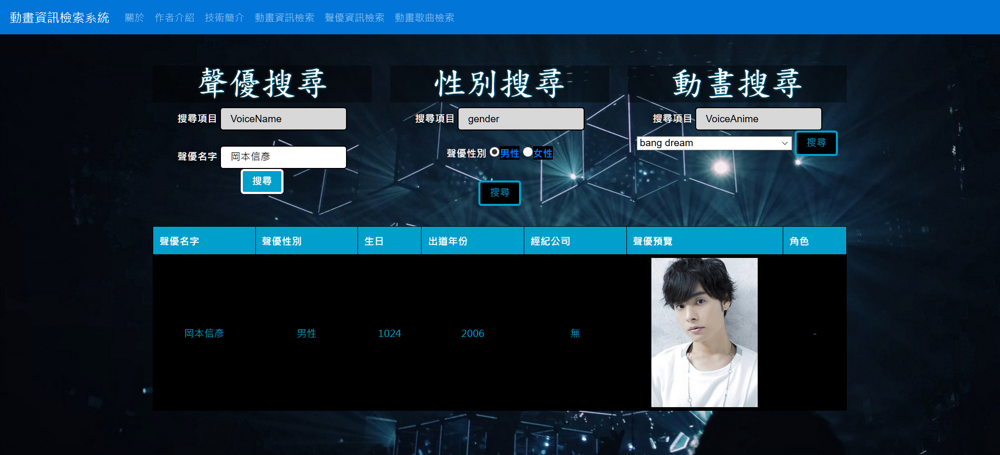 動畫資訊檢索系統 關於 作者介紹 技術簡介 動畫資訊檢索 聲優資訊檢索 動畫歌曲檢索
聲優搜尋
搜尋項目 VoiceName
聲優名字 岡本信彥
搜尋
性別搜尋
搜尋項目 gender
聲優性別 男性 女性
搜尋
動畫搜尋
搜尋項目 VoiceAnime
bang dream 搜尋
聲優名字 聲優性別 生日 出道年份 經紀公司 聲優預覽 角色
岡本信彥 男性 1024 2006 無 -